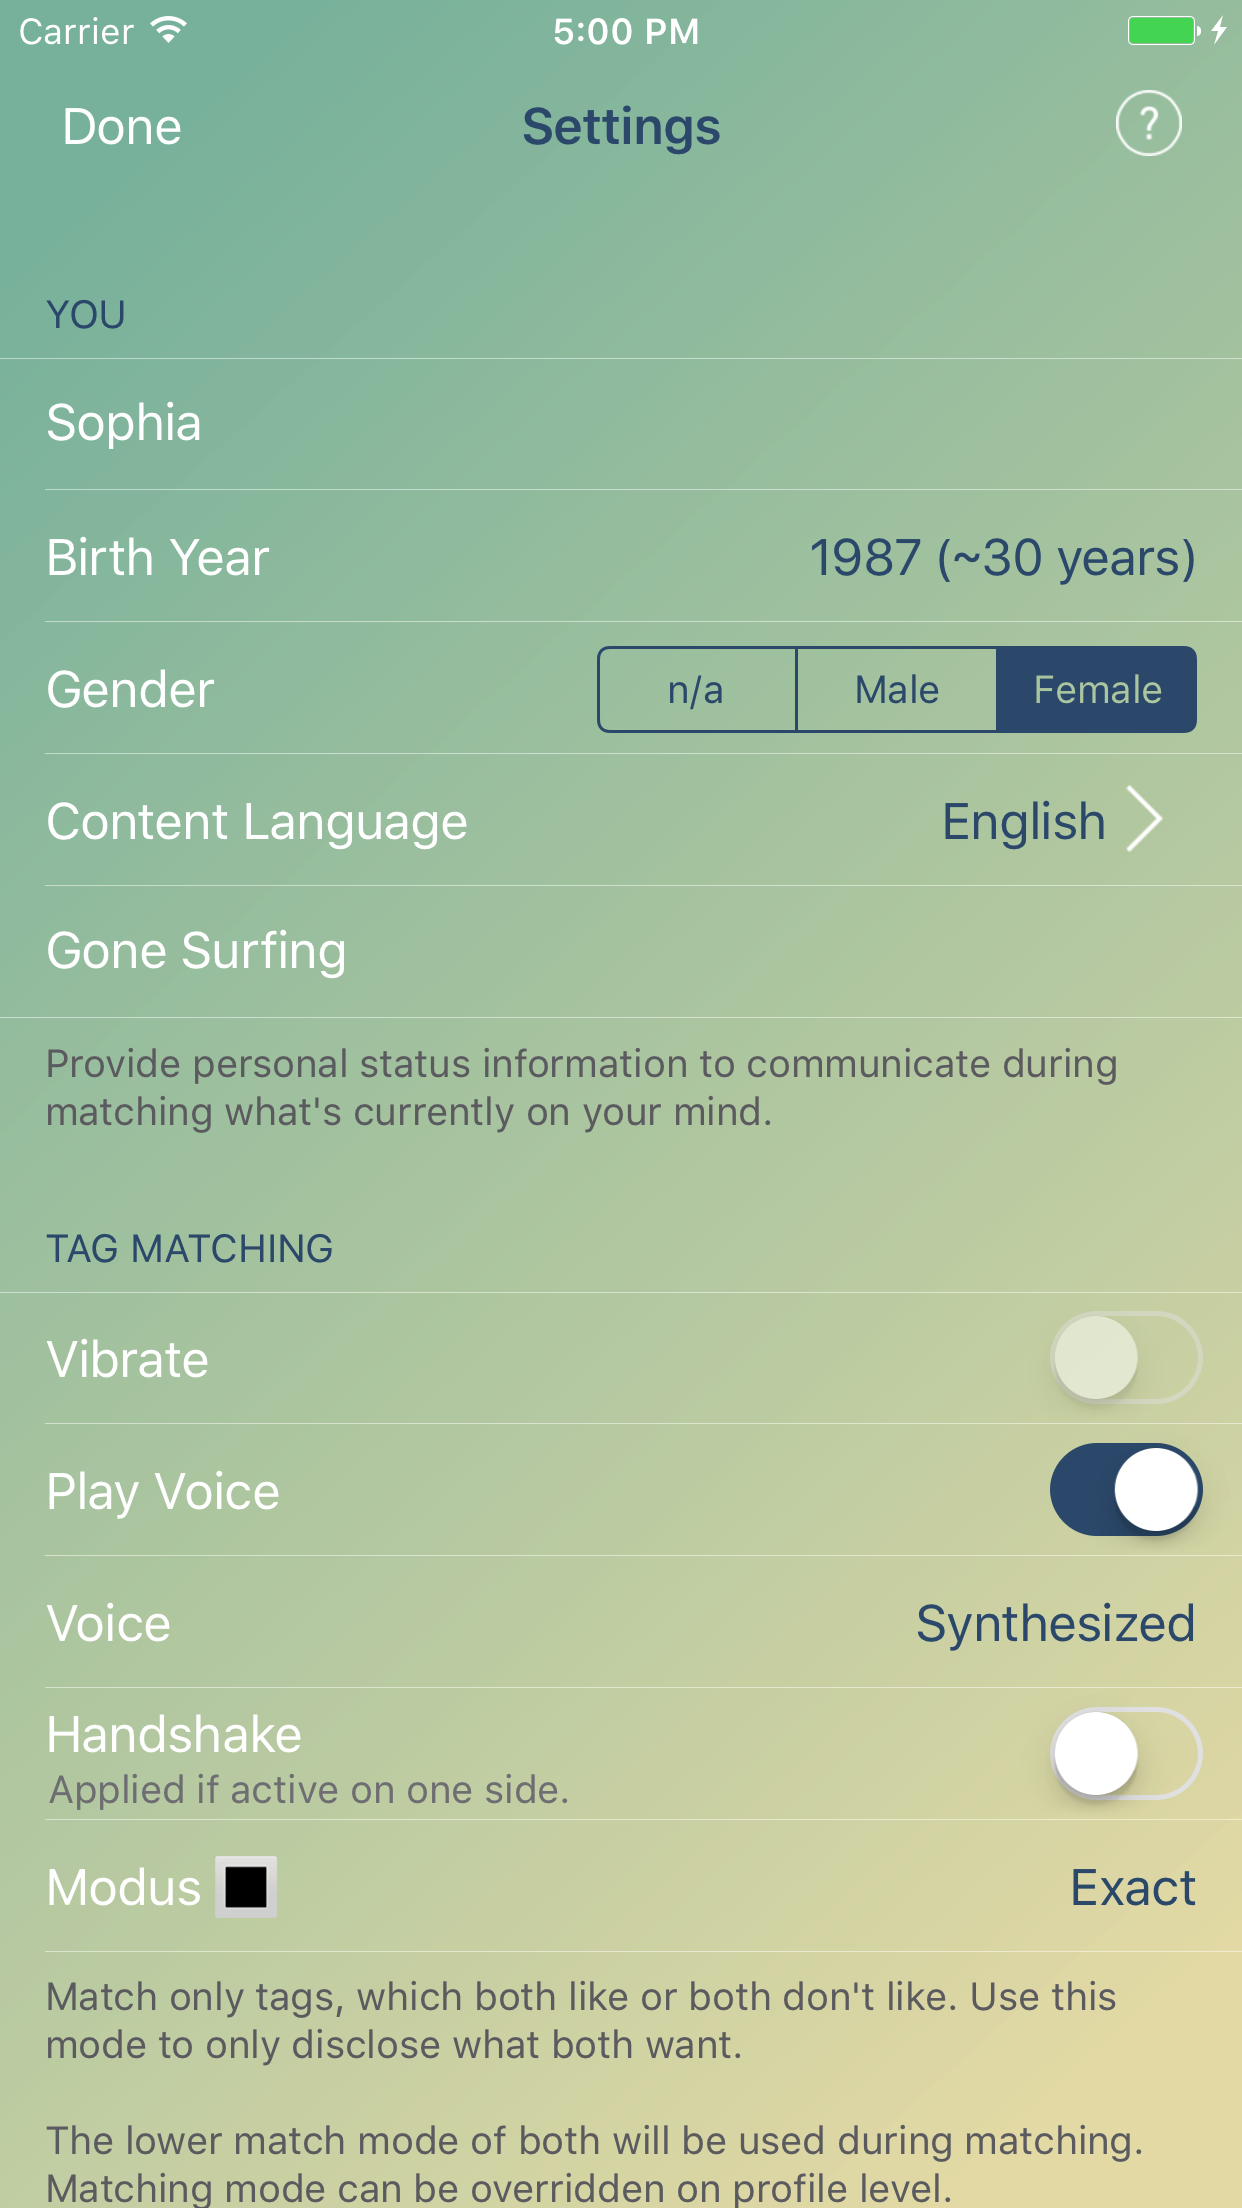 Carrier 5:00 PM
Done Settings ?
YOU
Sophia
Birth Year 1987 (~30 years)
Gender n/a Male Female
Content Language English
Gone Surfing
Provide personal status information to communicate during
matching what's currently on your mind.
TAG MATCHING
Vibrate
Play Voice
Voice Synthesized
Handshake
Applied if active on one side.
Modus Exact
Match only tags, which both like or both don't like. Use this
mode to only disclose what both want.
The lower match mode of both will be used during matching.
Matching mode can be overridden on profile level.